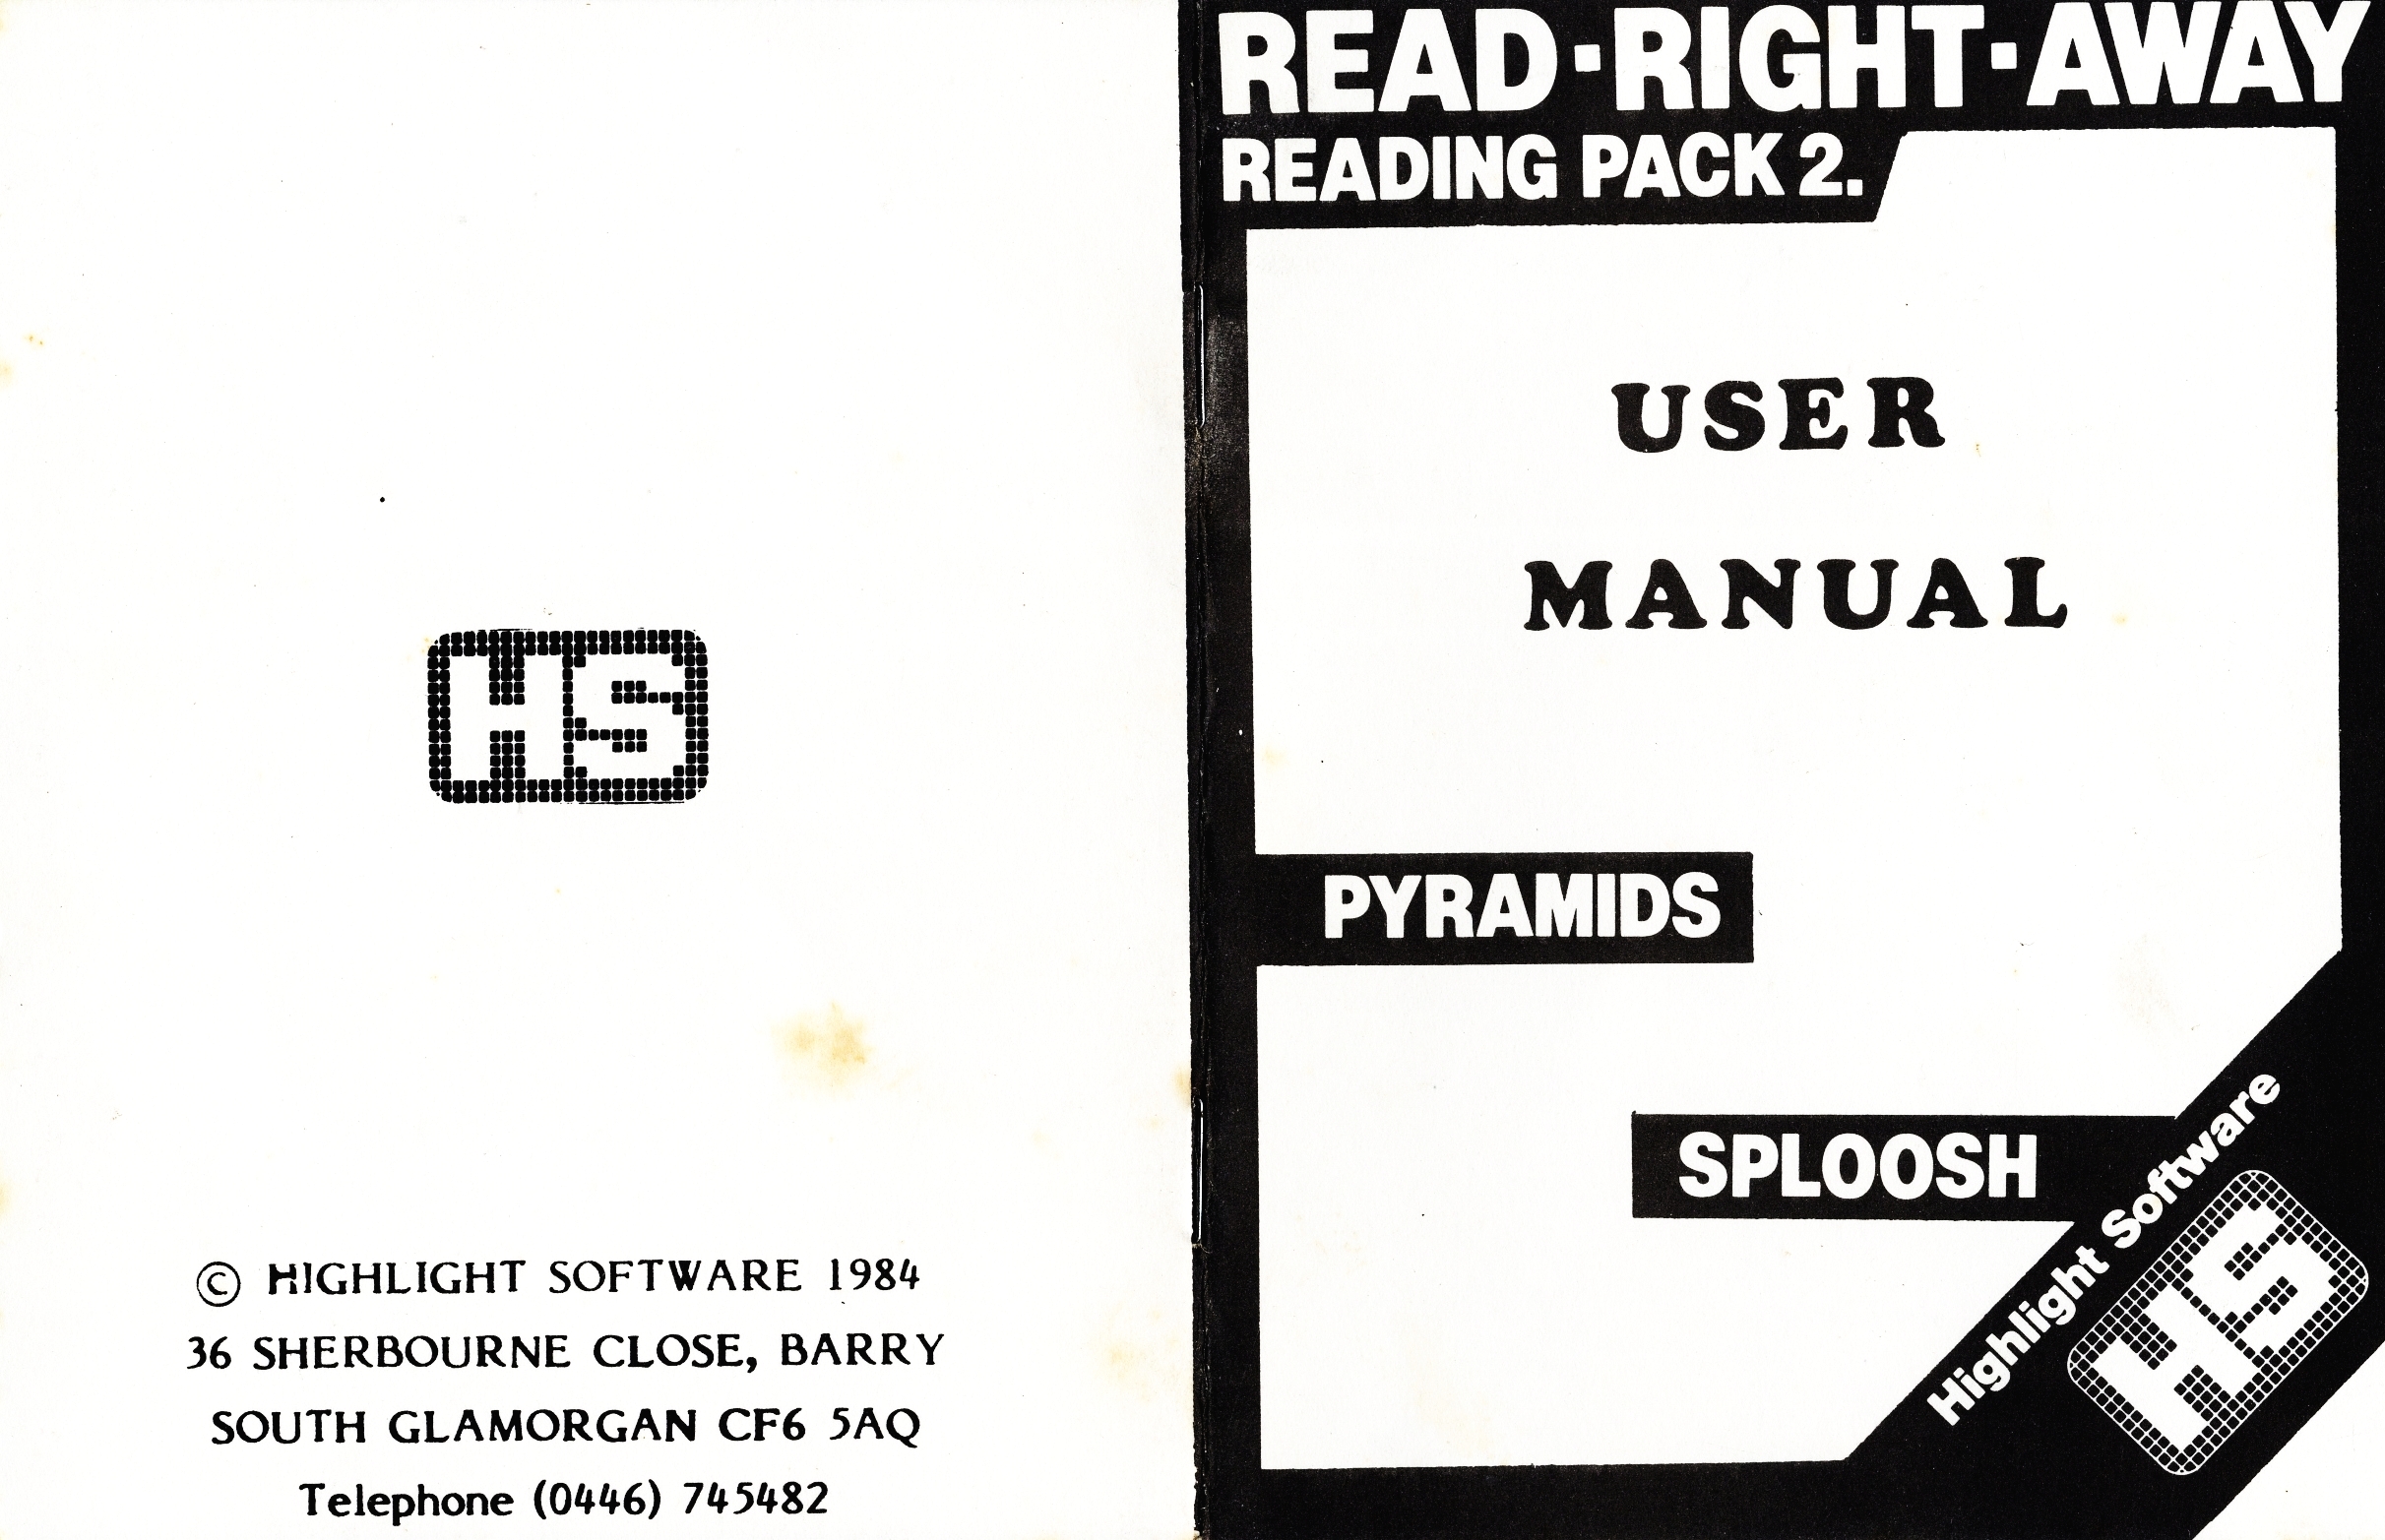 HS
© HIGHLIGHT SOFTWARE 1984
36 SHERBOURNE CLOSE, BARRY
SOUTH GLAMORGAN CF6 5AQ
Telephone (0446) 745482
READ·RIGHT·AWAY
READING PACK 2.
USER
MANUAL
PYRAMIDS
SPLOOSH
Highlight Software
HS